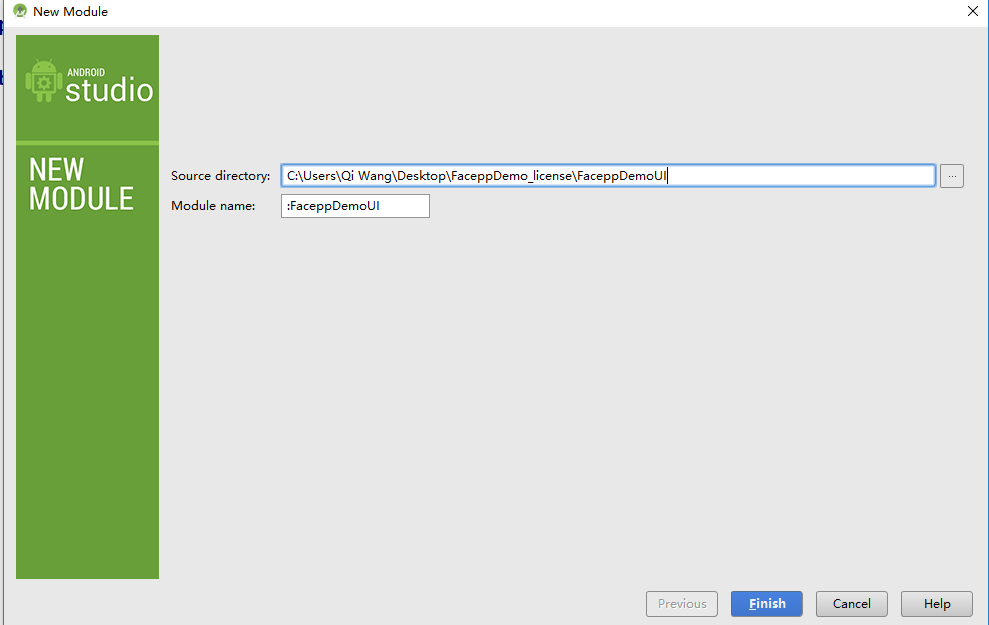 New Module
ANDROID
studio
NEW
MODULE
Source directory: C:\Users\Qi Wang\Desktop\FaceppDemo_license\FaceppDemoUI ...
Module name: :FaceppDemoUI
Previous Finish Cancel Help